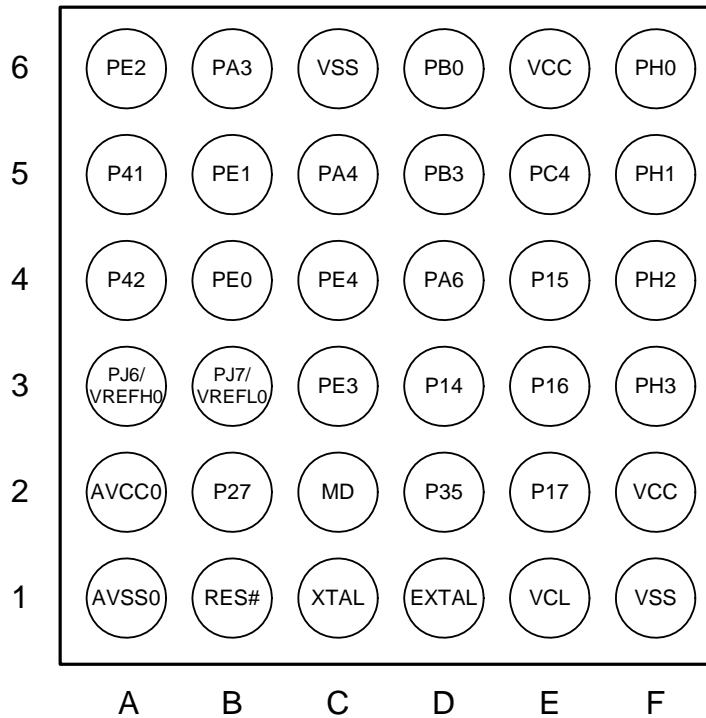 6 PE2 PA3 VSS PB0 VCC PH0
5 P41 PE1 PA4 PB3 PC4 PH1
4 P42 PE0 PE4 PA6 P15 PH2
3 PJ6/ VREFH0 PJ7/ VREFL0 PE3 P14 P16 PH3
2 AVCC0 P27 MD P35 P17 VCC
1 AVSS0 RES# XTAL EXTAL VCL VSS
A B C D E F